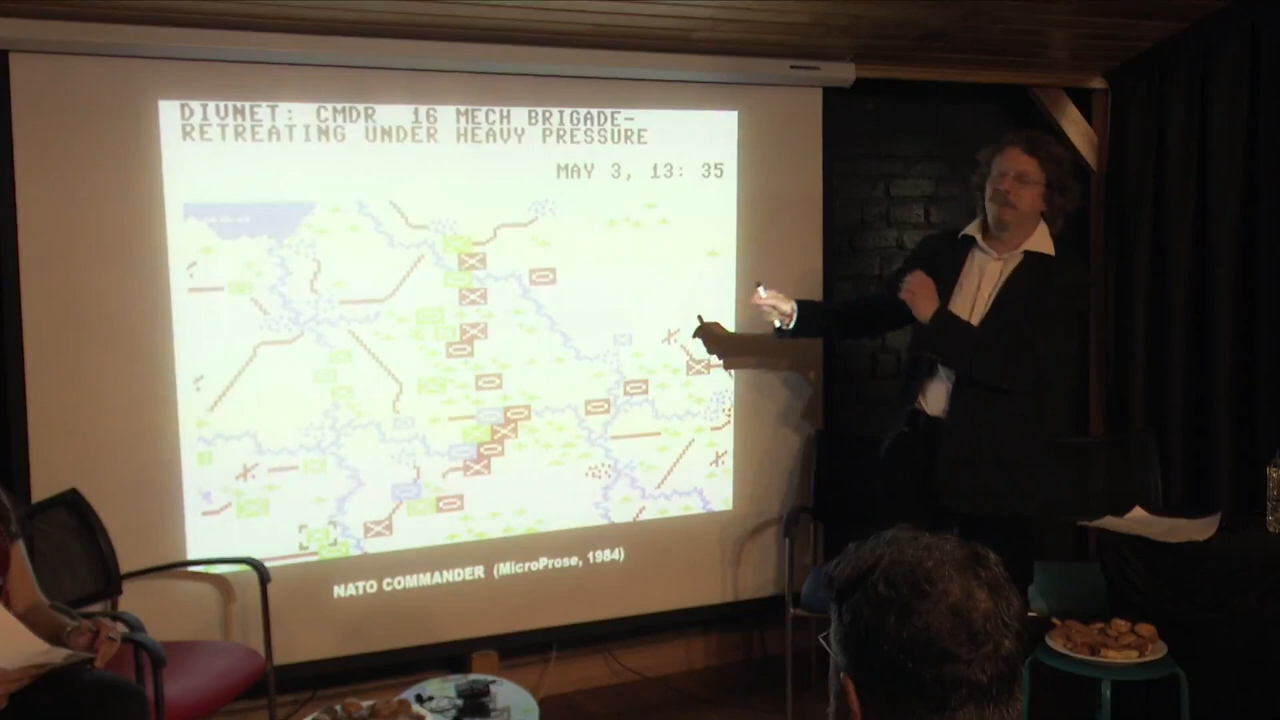 DIVNET: CMDR 16 MECH BRIGADE-
RETREATING UNDER HEAVY PRESSURE
MAY 3, 13: 35
NATO COMMANDER (MicroProse, 1984)